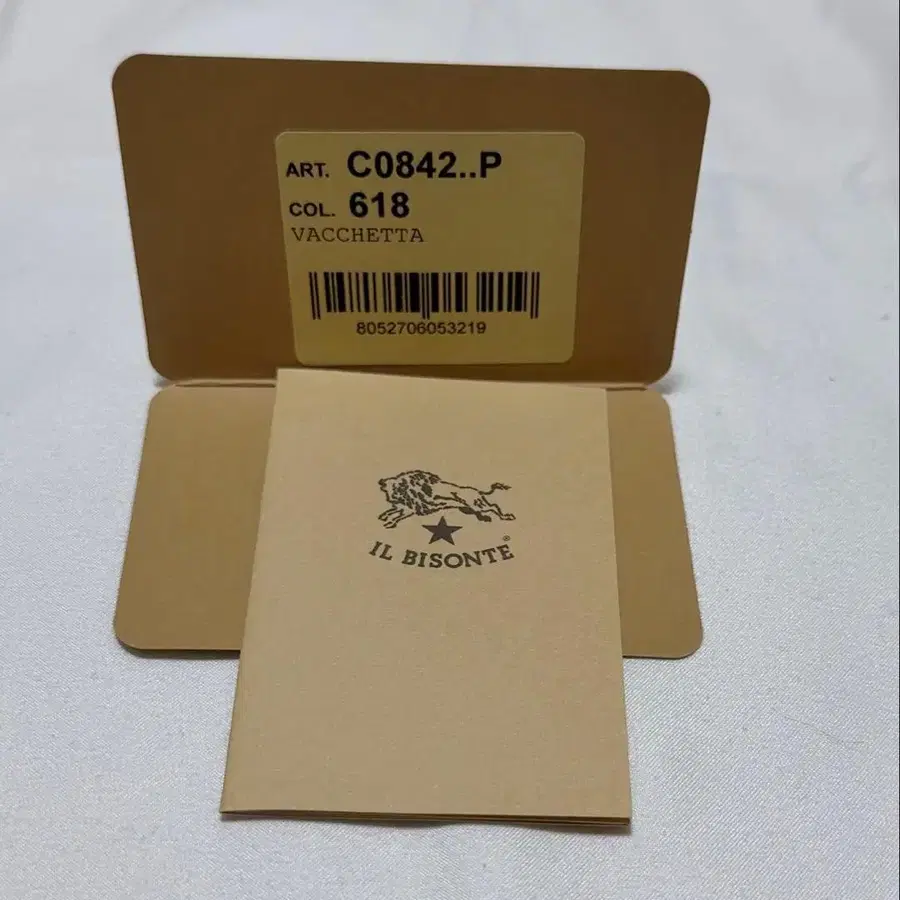 ART. C0842..P
COL. 618
VACCHETTA
8052706053219
IL BISONTE®